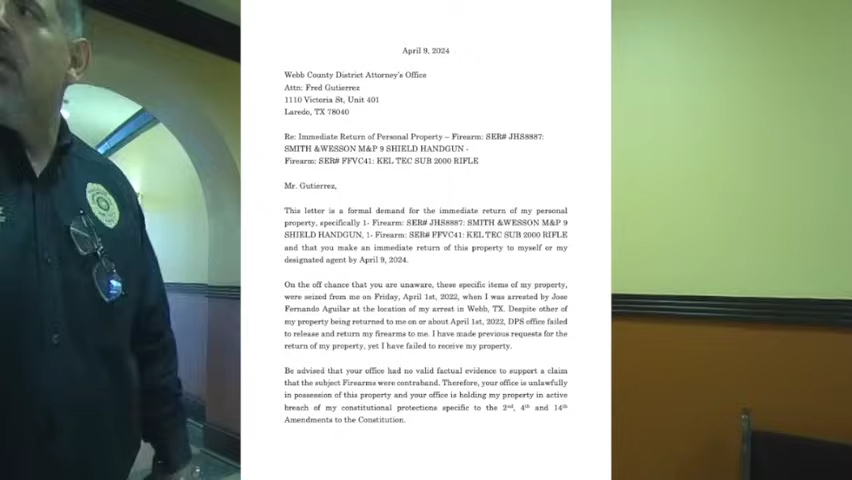 April 9, 2024
Webb County District Attorney's Office
Attn: Fred Gutierrez
1110 Victoria St, Unit 401
Laredo, TX 78040
Re: Immediate Return of Personal Property – Firearm: SER# JHS8887:
SMITH &WESSON M&P 9 SHIELD HANDGUN -
Firearm: SER# FFVC41: KEL TEC SUB 2000 RIFLE
Mr. Gutierrez,
This letter is a formal demand for the immediate return of my personal
property, specifically 1- Firearm: SER# JHS8887: SMITH &WESSON M&P 9
SHIELD HANDGUN, 1- Firearm: SER# FFVC41: KEL TEC SUB 2000 RIFLE
and that you make an immediate return of this property to myself or my
designated agent by April 9, 2024.
On the off chance that you are unaware, these specific items of my property,
were seized from me on Friday, April 1st, 2022, when I was arrested by Jose
Fernando Aguilar at the location of my arrest in Webb, TX. Despite other of
my property being returned to me on or about April 1st, 2022, DPS office failed
to release and return my firearms to me. I have made previous requests for the
return of my property, yet I have failed to receive my property.
Be advised that your office had no valid factual evidence to support a claim
that the subject Firearms were contraband. Therefore, your office is unlawfully
in possession of this property and your office is holding my property in active
breach of my constitutional protections specific to the 2nd, 4th and 14th
Amendments to the Constitution.